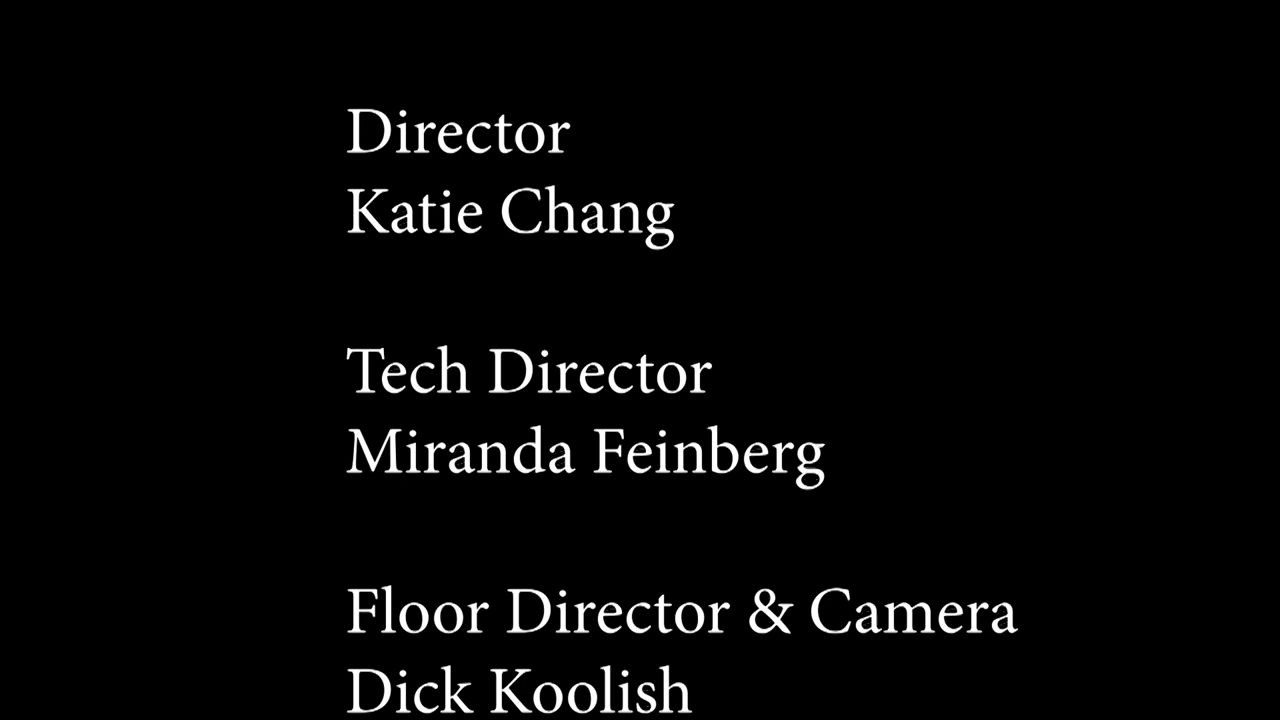 Director
Katie Chang
Tech Director
Miranda Feinberg
Floor Director & Camera
Dick Koolish